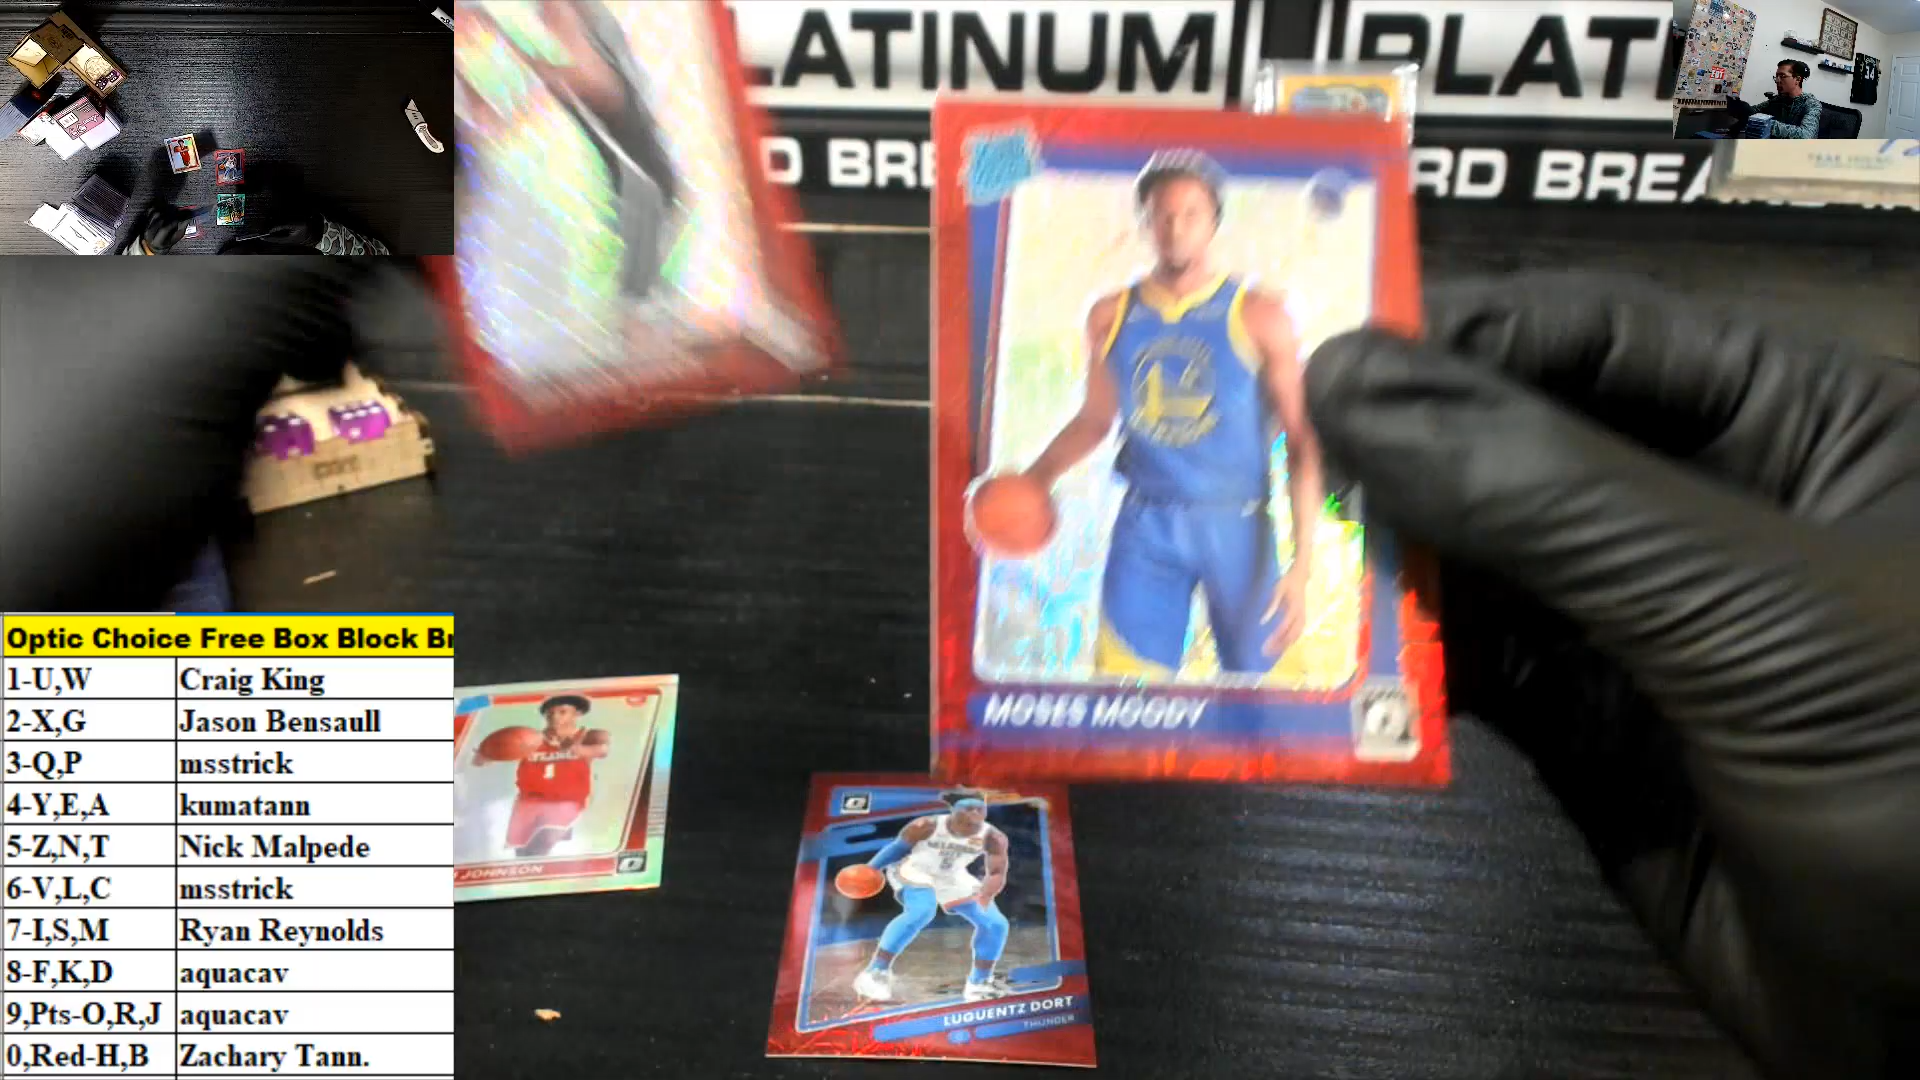 LATINUM PLATI
D BRE RD BREA
MOSES MOODY
JOHNSON
LUGUENTZ DORT
THUNDER
Optic Choice Free Box Block Br
1-U,W Craig King
2-X,G Jason Bensaull
3-Q,P msstrick
4-Y,E,A kumatann
5-Z,N,T Nick Malpede
6-V,L,C msstrick
7-I,S,M Ryan Reynolds
8-F,K,D aquacav
9,Pts-O,R,J aquacav
0,Red-H,B Zachary Tann.